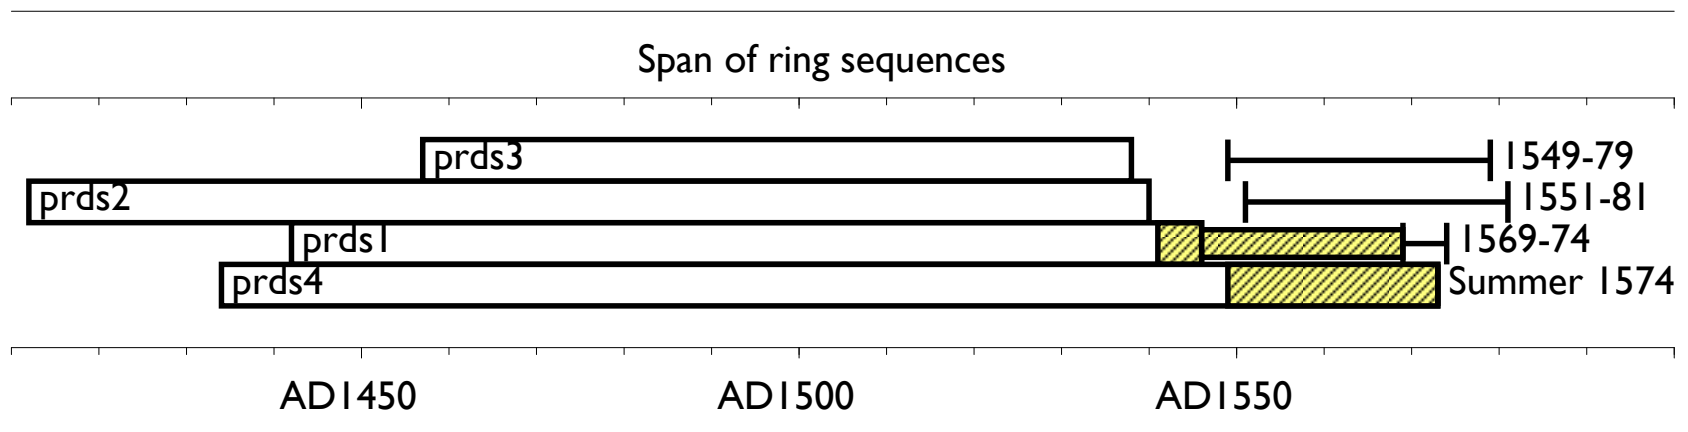 Span of ring sequences
prds3 1549-79
prds2 1551-81
prds1 1569-74
prds4 Summer 1574
AD1450 AD1500 AD1550